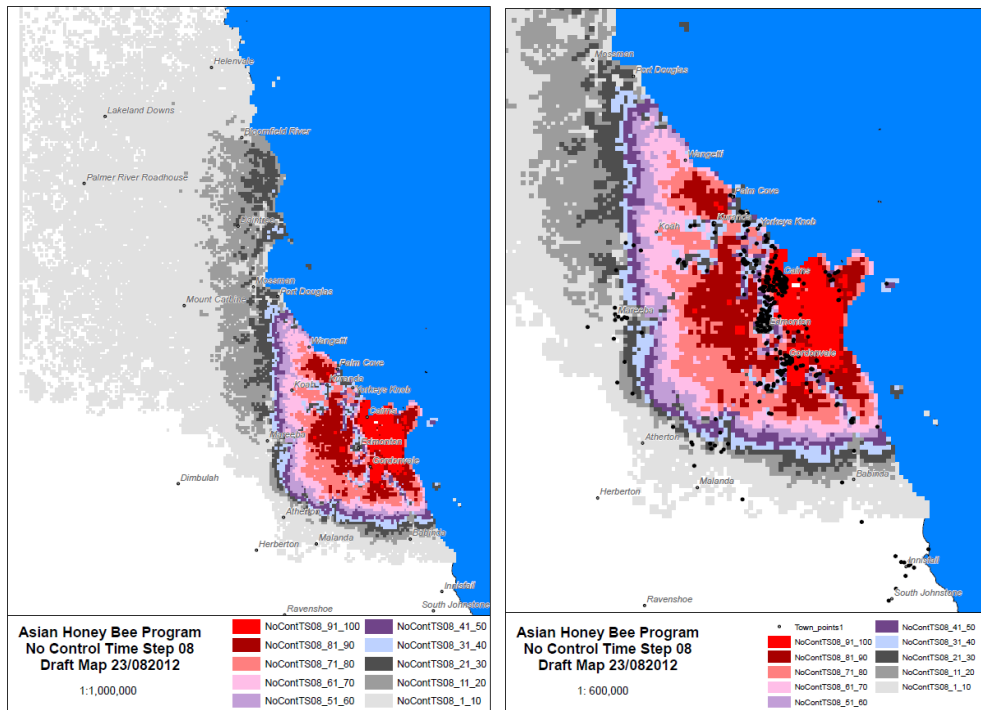 Helenvale
Lakeland Downs
Bloomfield River
Palmer River Roadhouse
Daintree
Mossman
Port Douglas
Mount Carbine
Wangetti
Palm Cove
Kuranda
Koah
Yorkeys Knob
Cairns
Mareeba
Edmonton
Gordonvale
Dimbulah
Atherton
Malanda
Babinda
Herberton
Innisfail
Ravenshoe
South Johnstone
Asian Honey Bee Program
No Control Time Step 08
Draft Map 23/082012
1:1,000,000
NoContTS08_91_100
NoContTS08_81_90
NoContTS08_71_80
NoContTS08_61_70
NoContTS08_51_60
NoContTS08_41_50
NoContTS08_31_40
NoContTS08_21_30
NoContTS08_11_20
NoContTS08_1_10
Mossman
Port Douglas
Wangetti
Palm Cove
Kuranda
Yorkeys Knob
Koah
Cairns
Mareeba
Edmonton
Gordonvale
Atherton
Babinda
Malanda
Herberton
Innisfail
South Johnstone
Ravenshoe
Asian Honey Bee Program
No Control Time Step 08
Draft Map 23/082012
1: 600,000
Town_points1
NoContTS08_91_100
NoContTS08_81_90
NoContTS08_71_80
NoContTS08_61_70
NoContTS08_51_60
NoContTS08_41_50
NoContTS08_31_40
NoContTS08_21_30
NoContTS08_11_20
NoContTS08_1_10